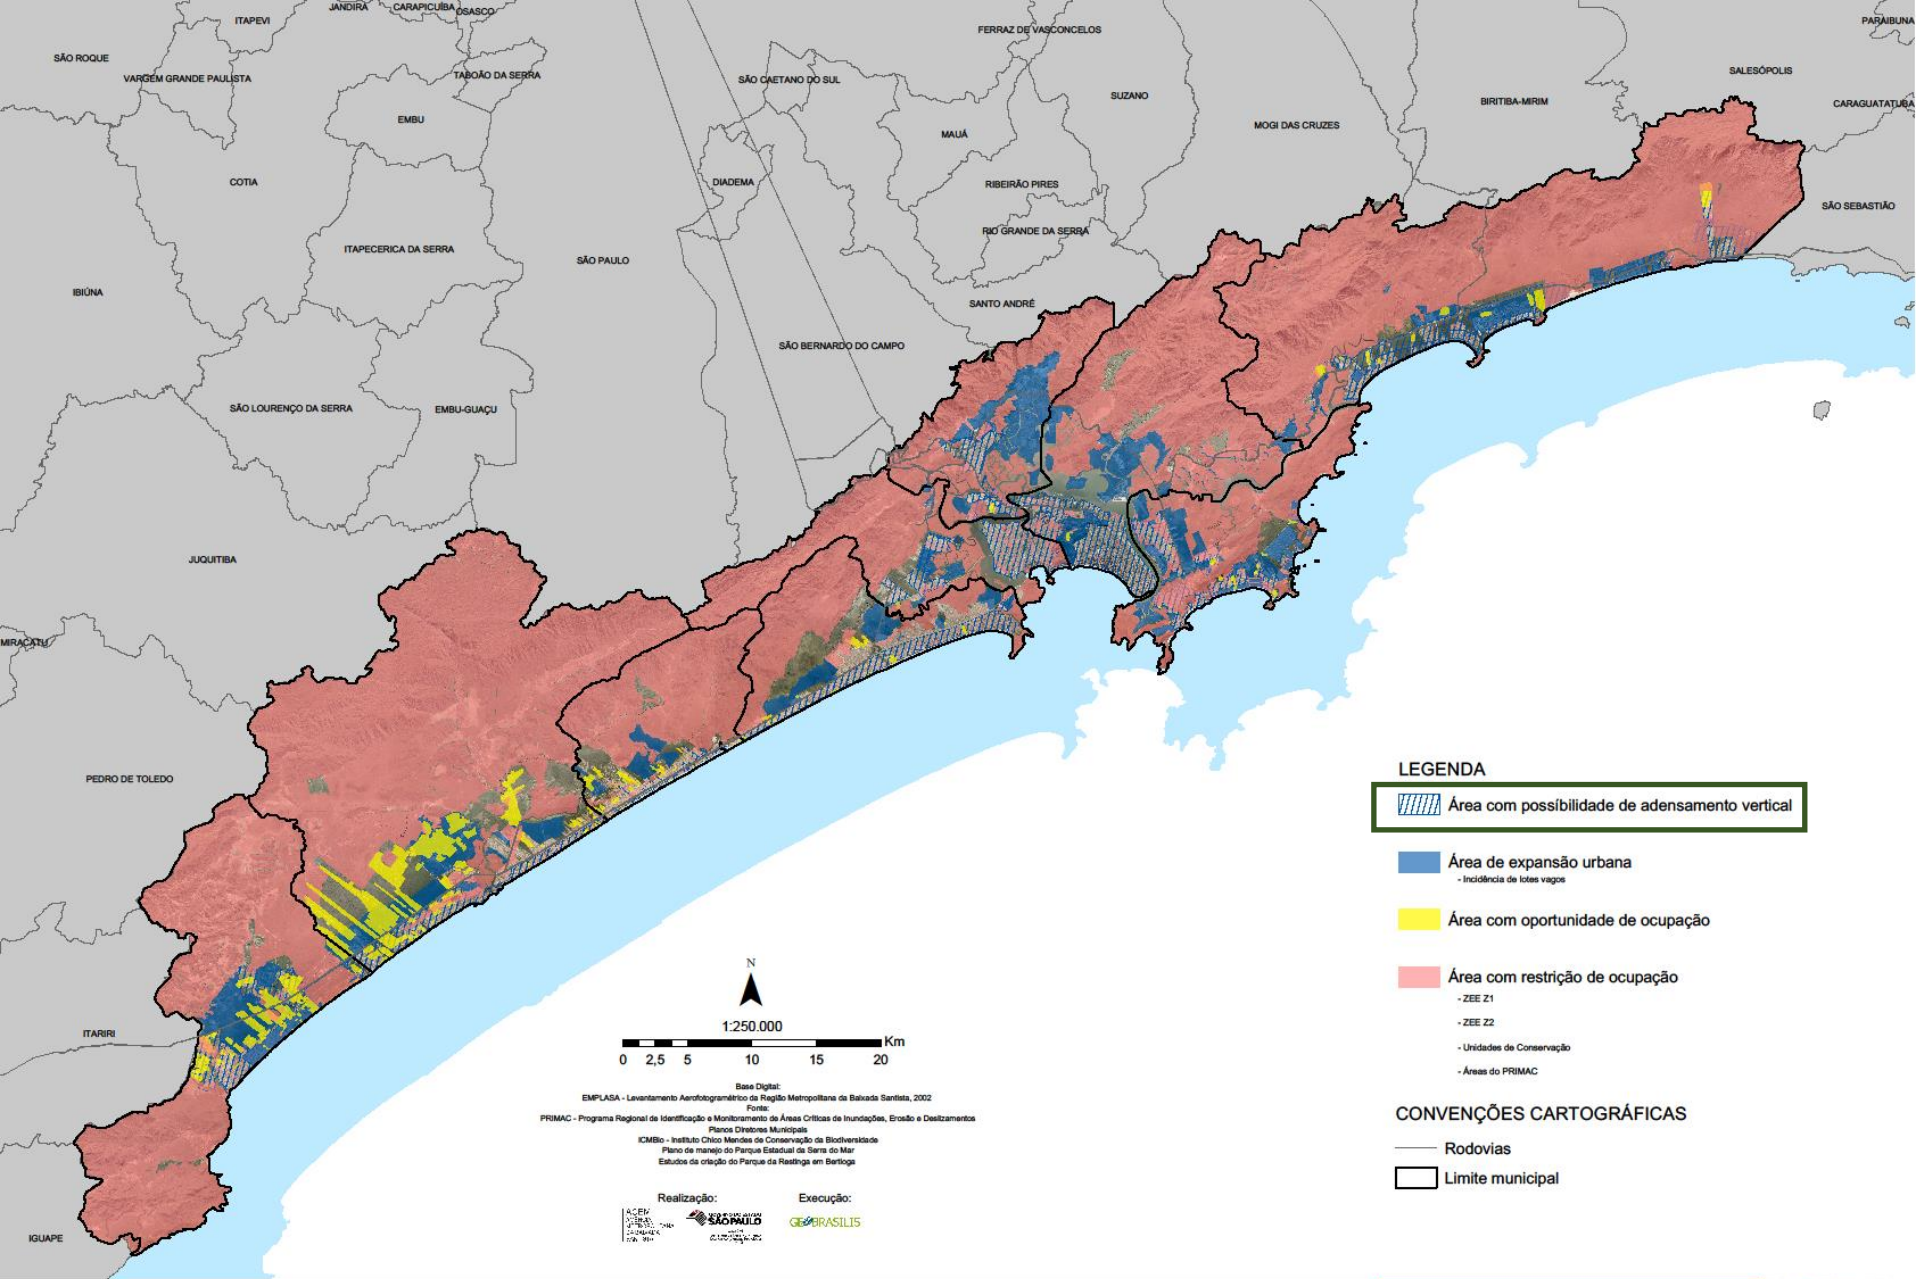 JANDIRA
CARAPICUÍBA
OSASCO
ITAPEVI
PARAIBUNA
FERRAZ DE VASCONCELOS
SÃO ROQUE
VARGEM GRANDE PAULISTA
TABOÃO DA SERRA
SÃO CAETANO DO SUL
SALESÓPOLIS
SUZANO
BIRITIBA-MIRIM
CARAGUATATUBA
EMBU
MAUÁ
MOGI DAS CRUZES
COTIA
DIADEMA
RIBEIRÃO PIRES
SÃO SEBASTIÃO
RIO GRANDE DA SERRA
ITAPECERICA DA SERRA
SÃO PAULO
IBIÚNA
SANTO ANDRÉ
SÃO BERNARDO DO CAMPO
SÃO LOURENÇO DA SERRA
EMBU-GUAÇU
JUQUITIBA
MIRACATU
PEDRO DE TOLEDO
ITARIRI
IGUAPE
LEGENDA
Área com possíbilidade de adensamento vertical
Área de expansão urbana
- Incidência de lotes vagos
Área com oportunidade de ocupação
Área com restrição de ocupação
- ZEE Z1
- ZEE Z2
- Unidades de Conservação
- Áreas do PRIMAC
CONVENÇÕES CARTOGRÁFICAS
Rodovias
Limite municipal
N
1:250.000
Km
0 2,5 5 10 15 20
Base Digital:
EMPLASA - Levantamento Aerofotogramétrico da Região Metropolitana da Baixada Santista, 2002
Fonte:
PRIMAC - Programa Regional de Identificação e Monitoramento de Áreas Críticas de Inundações, Erosão e Deslizamentos
Planos Diretores Municipais
ICMBio - Instituto Chico Mendes de Conservação da Biodiversidade
Plano de manejo do Parque Estadual da Serra do Mar
Estudos da criação do Parque da Restinga em Bertioga
Realização:
Execução:
AGEM
SÃO PAULO
GEOBRASILIS